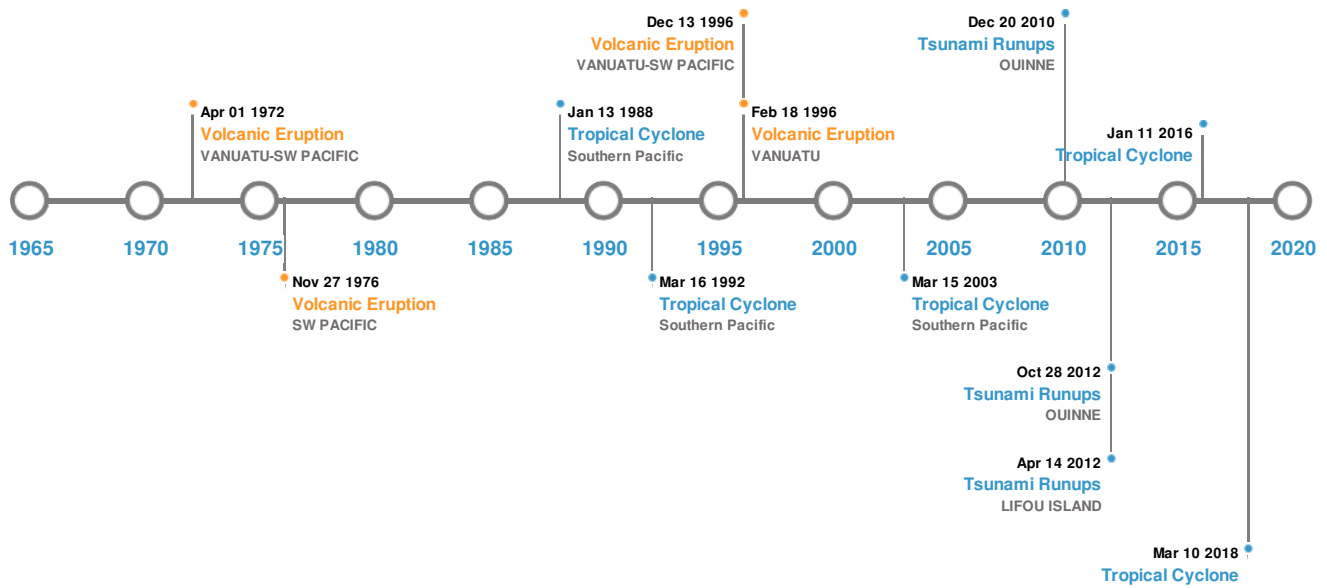 Dec 13 1996
Volcanic Eruption
VANUATU-SW PACIFIC
Dec 20 2010
Tsunami Runups
OUINNE
Apr 01 1972
Volcanic Eruption
VANUATU-SW PACIFIC
Jan 13 1988
Tropical Cyclone
Southern Pacific
Feb 18 1996
Volcanic Eruption
VANUATU
Jan 11 2016
Tropical Cyclone
1965 1970 1975 1980 1985 1990 1995 2000 2005 2010 2015 2020
Nov 27 1976
Volcanic Eruption
SW PACIFIC
Mar 16 1992
Tropical Cyclone
Southern Pacific
Mar 15 2003
Tropical Cyclone
Southern Pacific
Oct 28 2012
Tsunami Runups
OUINNE
Apr 14 2012
Tsunami Runups
LIFOU ISLAND
Mar 10 2018
Tropical Cyclone